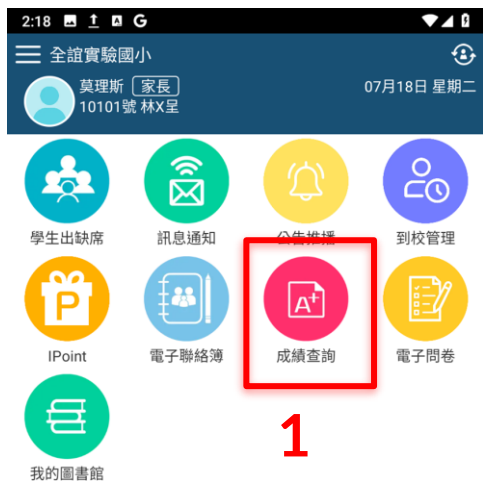 2:18 A G
全誼實驗國小
莫理斯 家長
07月18日 星期二
10101號 林X呈
學生出缺席 訊息通知 公告推播 到校管理
P A+
IPoint 電子聯絡簿 成績查詢 電子問卷
1
我的圖書館